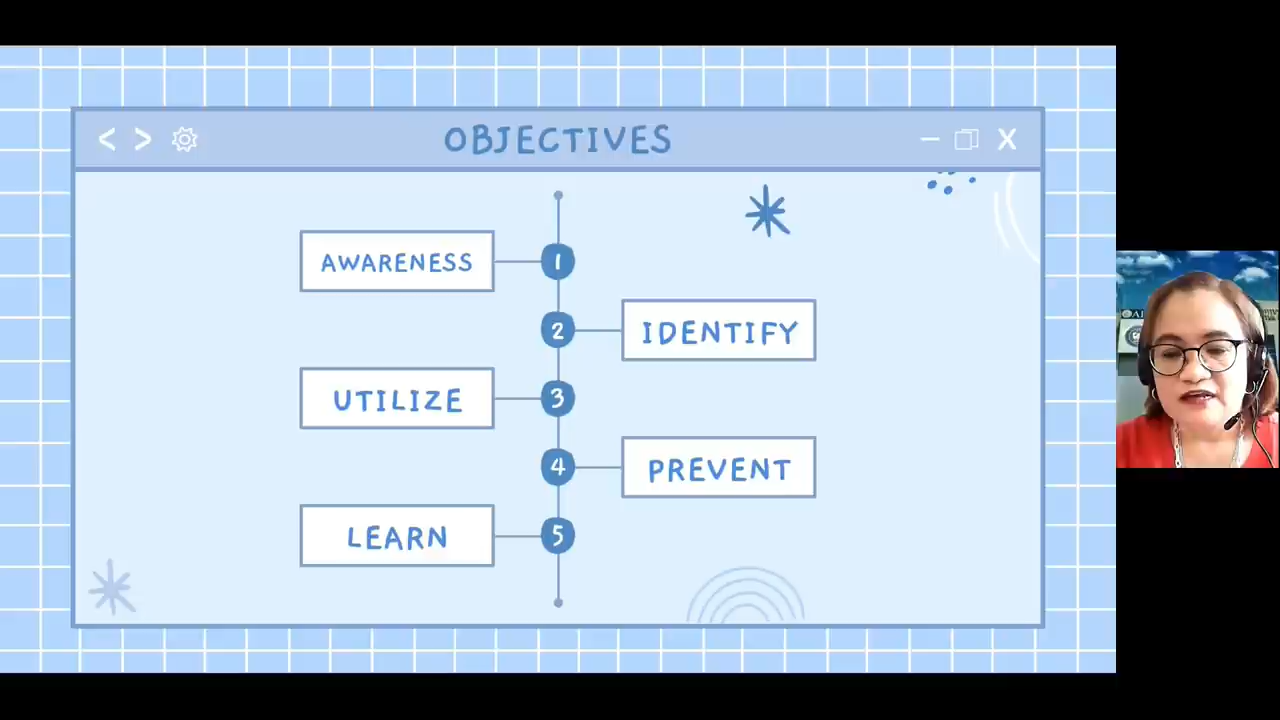 OBJECTIVES
AWARENESS
1
2
IDENTIFY
UTILIZE
3
4
PREVENT
LEARN
5